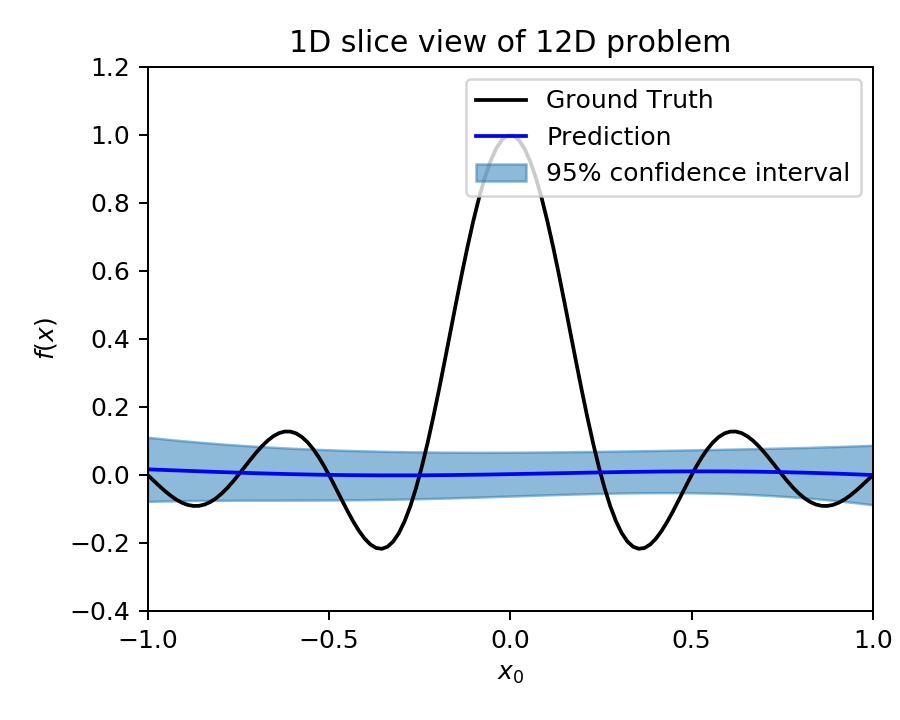 1D slice view of 12D problem
1.2
1.0
0.8
0.6
0.4
0.2
0.0
−0.2
−0.4
f(x)
Ground Truth
Prediction
95% confidence interval
−1.0 −0.5 0.0 0.5 1.0
x₀